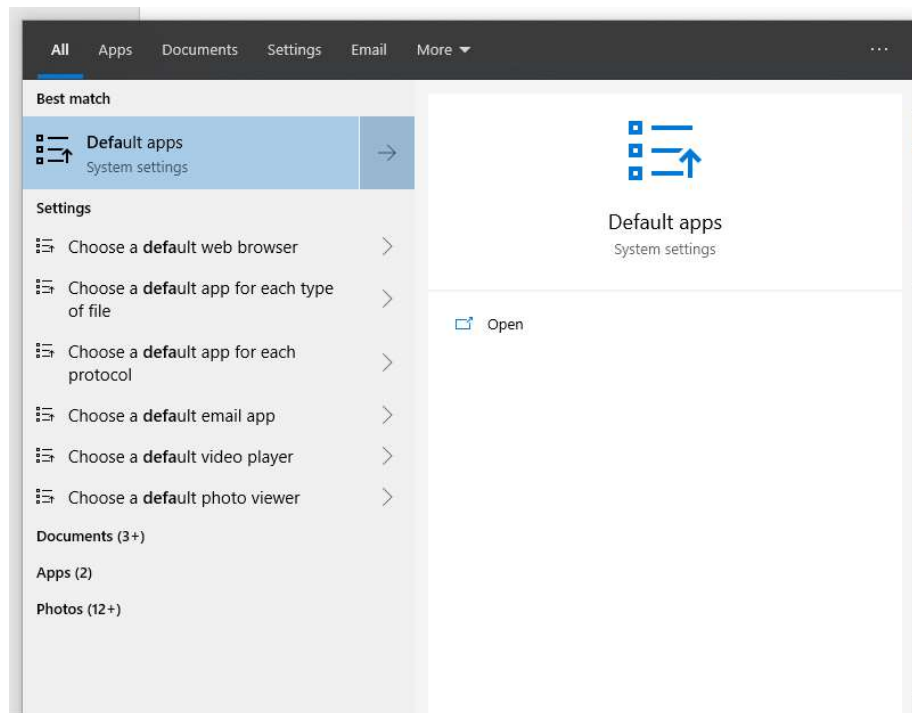 All Apps Documents Settings Email More ...
Best match
Default apps
System settings
Settings
Choose a default web browser
Choose a default app for each type
of file
Choose a default app for each
protocol
Choose a default email app
Choose a default video player
Choose a default photo viewer
Documents (3+)
Apps (2)
Photos (12+)
Default apps
System settings
Open